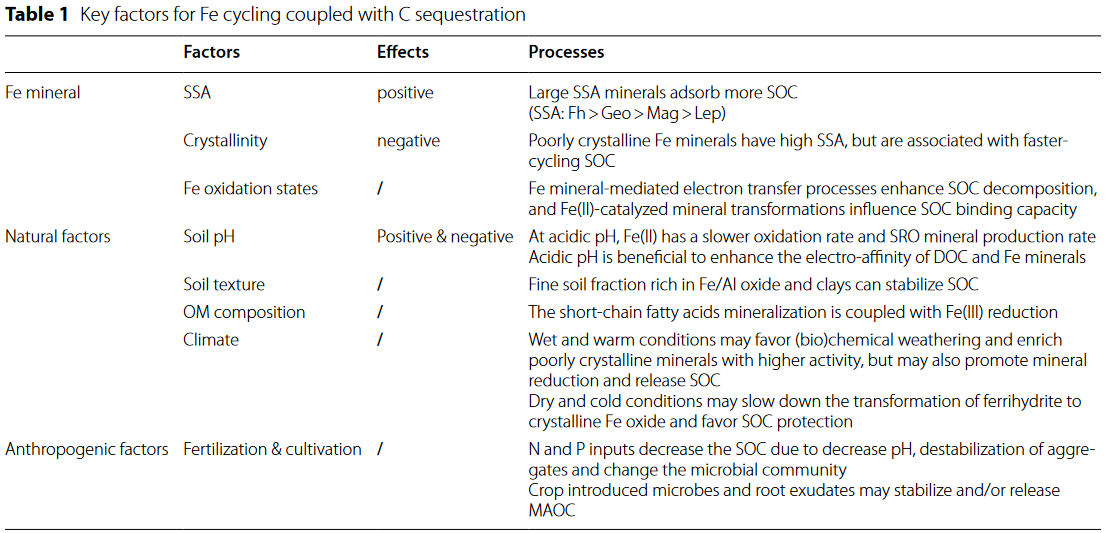 Table 1 Key factors for Fe cycling coupled with C sequestration
Factors Effects Processes
Fe mineral SSA positive Large SSA minerals adsorb more SOC
(SSA: Fh > Geo > Mag > Lep)
Crystallinity negative Poorly crystalline Fe minerals have high SSA, but are associated with faster-
cycling SOC
Fe oxidation states / Fe mineral-mediated electron transfer processes enhance SOC decomposition,
and Fe(II)-catalyzed mineral transformations influence SOC binding capacity
Natural factors Soil pH Positive & negative At acidic pH, Fe(II) has a slower oxidation rate and SRO mineral production rate
Acidic pH is beneficial to enhance the electro-affinity of DOC and Fe minerals
Soil texture / Fine soil fraction rich in Fe/Al oxide and clays can stabilize SOC
OM composition / The short-chain fatty acids mineralization is coupled with Fe(III) reduction
Climate / Wet and warm conditions may favor (bio)chemical weathering and enrich
poorly crystalline minerals with higher activity, but may also promote mineral
reduction and release SOC
Dry and cold conditions may slow down the transformation of ferrihydrite to
crystalline Fe oxide and favor SOC protection
Anthropogenic factors Fertilization & cultivation / N and P inputs decrease the SOC due to decrease pH, destabilization of aggre-
gates and change the microbial community
Crop introduced microbes and root exudates may stabilize and/or release
MAOC